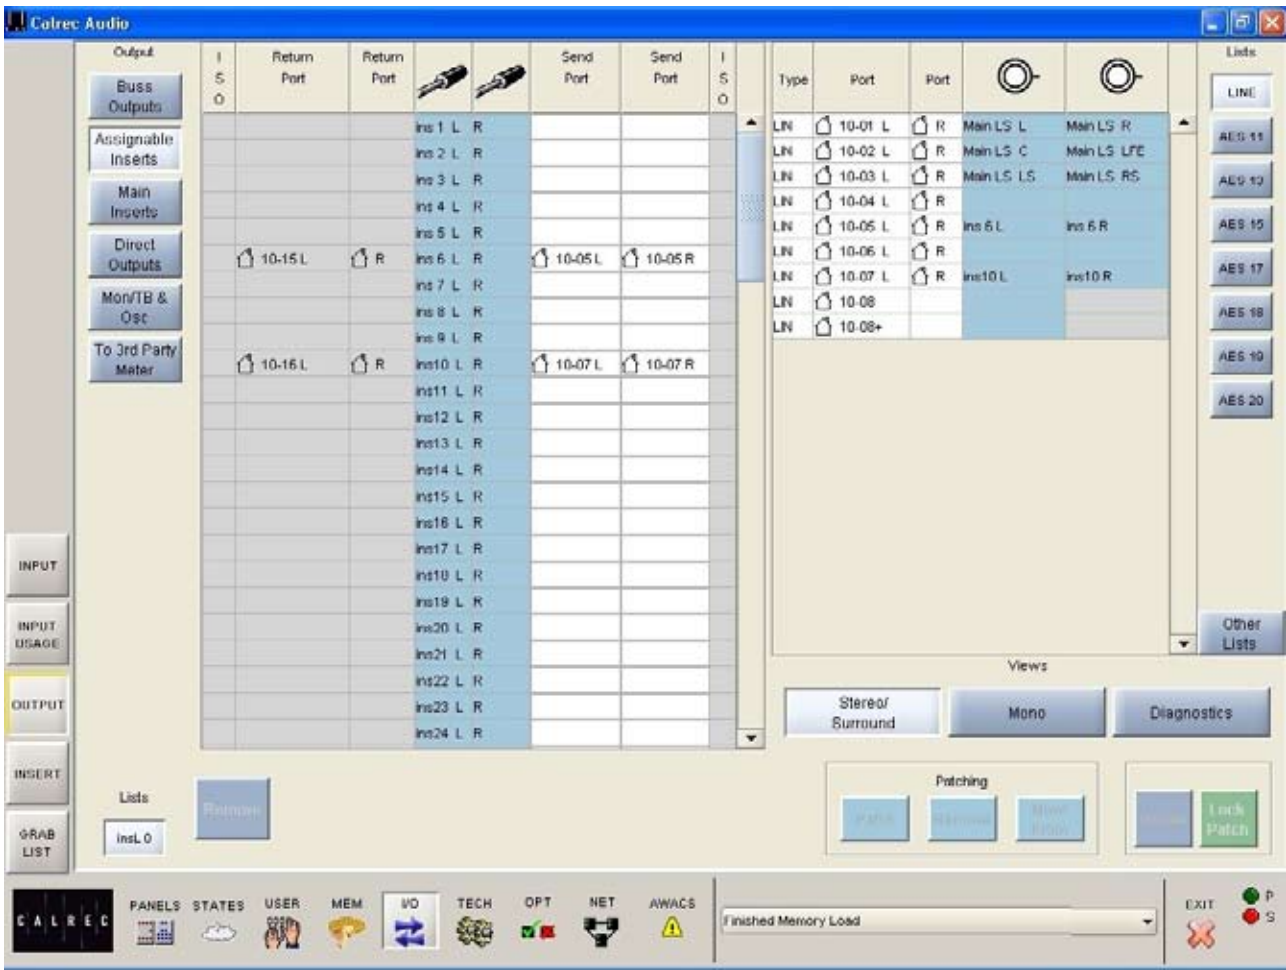 Calrec Audio
Output
Buss Outputs
Assignable Inserts
Main Inserts
Direct Outputs
Mon/TB & Osc
To 3rd Party Meter
INPUT
INPUT USAGE
OUTPUT
INSERT
GRAB LIST
Lists
insL 0
I S O Return Port Return Port Send Port Send Port I S O
ins 1 L R
ins 2 L R
ins 3 L R
ins 4 L R
ins 5 L R
10-15 L R ins 6 L R 10-05 L 10-05 R
ins 7 L R
ins 8 L R
ins 9 L R
10-16 L R ins10 L R 10-07 L 10-07 R
ins11 L R
ins12 L R
ins13 L R
ins14 L R
ins15 L R
ins16 L R
ins17 L R
ins18 L R
ins19 L R
ins20 L R
ins21 L R
ins22 L R
ins23 L R
ins24 L R
Remove
Type Port Port
LIN 10-01 L R Main LS L Main LS R
LIN 10-02 L R Main LS C Main LS LFE
LIN 10-03 L R Main LS LS Main LS RS
LIN 10-04 L R
LIN 10-05 L R ins 6 L ins 6 R
LIN 10-06 L R
LIN 10-07 L R ins10 L ins10 R
LIN 10-08
LIN 10-08+
Lists
LINE
AES 11
AES 13
AES 15
AES 17
AES 18
AES 19
AES 20
Other Lists
Views
Stereo/ Surround
Mono
Diagnostics
Patching
Patch
Lock Patch
CALREC
PANELS
STATES
USER
MEM
I/O
TECH
OPT
NET
AWACS
Finished Memory Load
EXIT
P
S